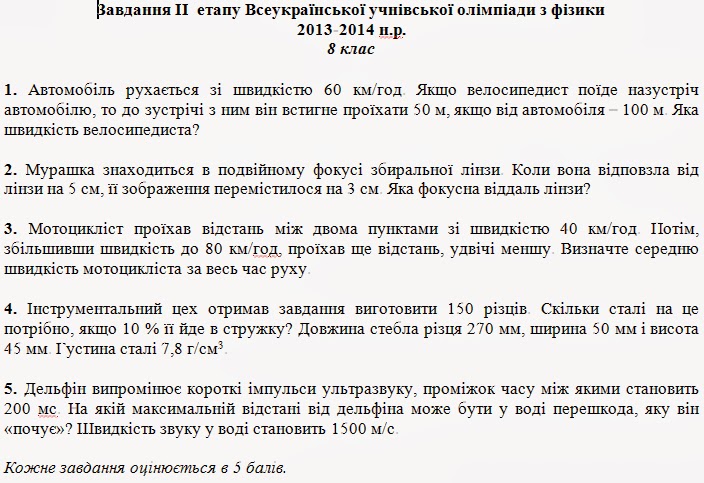 Завдання ІІ етапу Всеукраїнської учнівської олімпіади з фізики
2013-2014 н.р.
8 клас
1. Автомобіль рухається зі швидкістю 60 км/год. Якщо велосипедист поїде назустріч
автомобілю, то до зустрічі з ним він встигне проїхати 50 м, якщо від автомобіля – 100 м. Яка
швидкість велосипедиста?
2. Мурашка знаходиться в подвійному фокусі збиральної лінзи. Коли вона відповзла від
лінзи на 5 см, її зображення перемістилося на 3 см. Яка фокусна віддаль лінзи?
3. Мотоцикліст проїхав відстань між двома пунктами зі швидкістю 40 км/год. Потім,
збільшивши швидкість до 80 км/год, проїхав ще відстань, удвічі меншу. Визначте середню
швидкість мотоцикліста за весь час руху.
4. Інструментальний цех отримав завдання виготовити 150 різців. Скільки сталі на це
потрібно, якщо 10 % її йде в стружку? Довжина стебла різця 270 мм, ширина 50 мм і висота
45 мм. Густина сталі 7,8 г/см³.
5. Дельфін випромінює короткі імпульси ультразвуку, проміжок часу між якими становить
200 мс. На якій максимальній відстані від дельфіна може бути у воді перешкода, яку він
«почує»? Швидкість звуку у воді становить 1500 м/с.
Кожне завдання оцінюється в 5 балів.